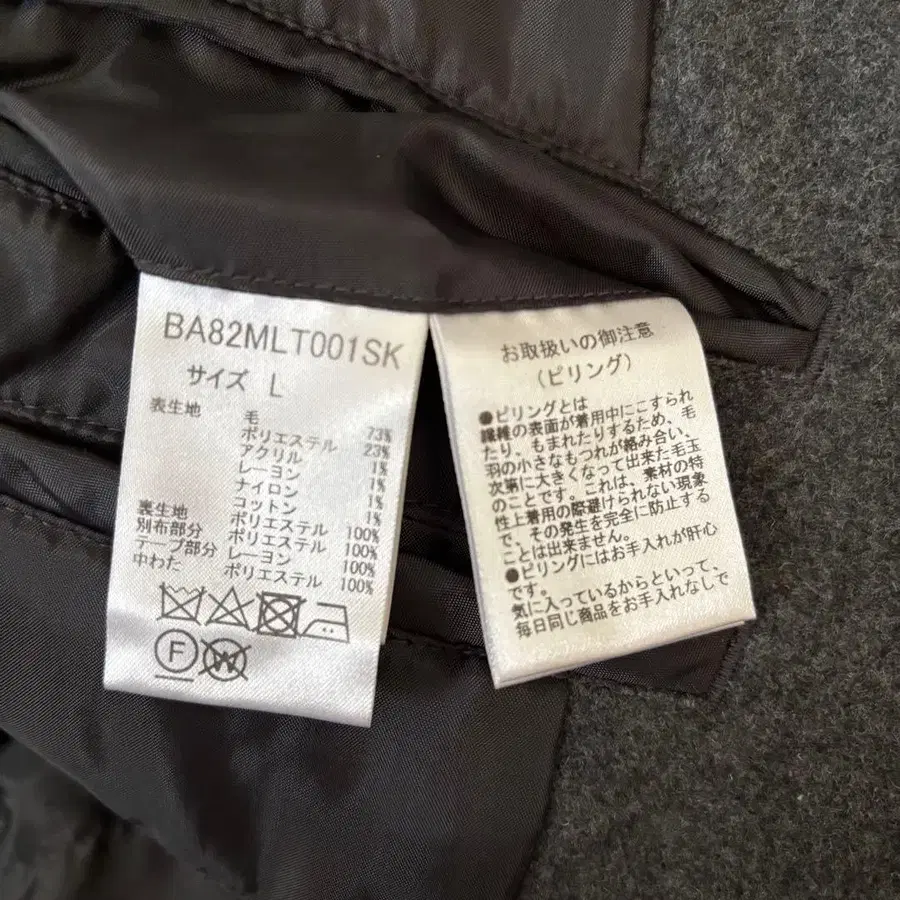 BA82MLT001SK
サイズ L
表生地 毛 73%
ポリエステル 23%
アクリル 1%
レーヨン 1%
ナイロン 1%
コットン 1%
裏生地 ポリエステル 100%
別布部分 ポリエステル 100%
テープ部分 レーヨン 100%
中わた ポリエステル 100%
F
W
お取扱いの御注意
(ピリング)
●ピリングとは
繊維の表面が着用中にこすられ
たり、もまれたりするため、毛
羽の小さなもつれが絡み合い、
次第に大きくなって出来た毛玉
のことです。これは、素材の特
性上着用の際避けられない現象
で、その発生を完全に防止する
ことは出来ません。
●ピリングにはお手入れが肝心
です。
気に入っているからといって、
毎日同じ商品をお手入れなしで